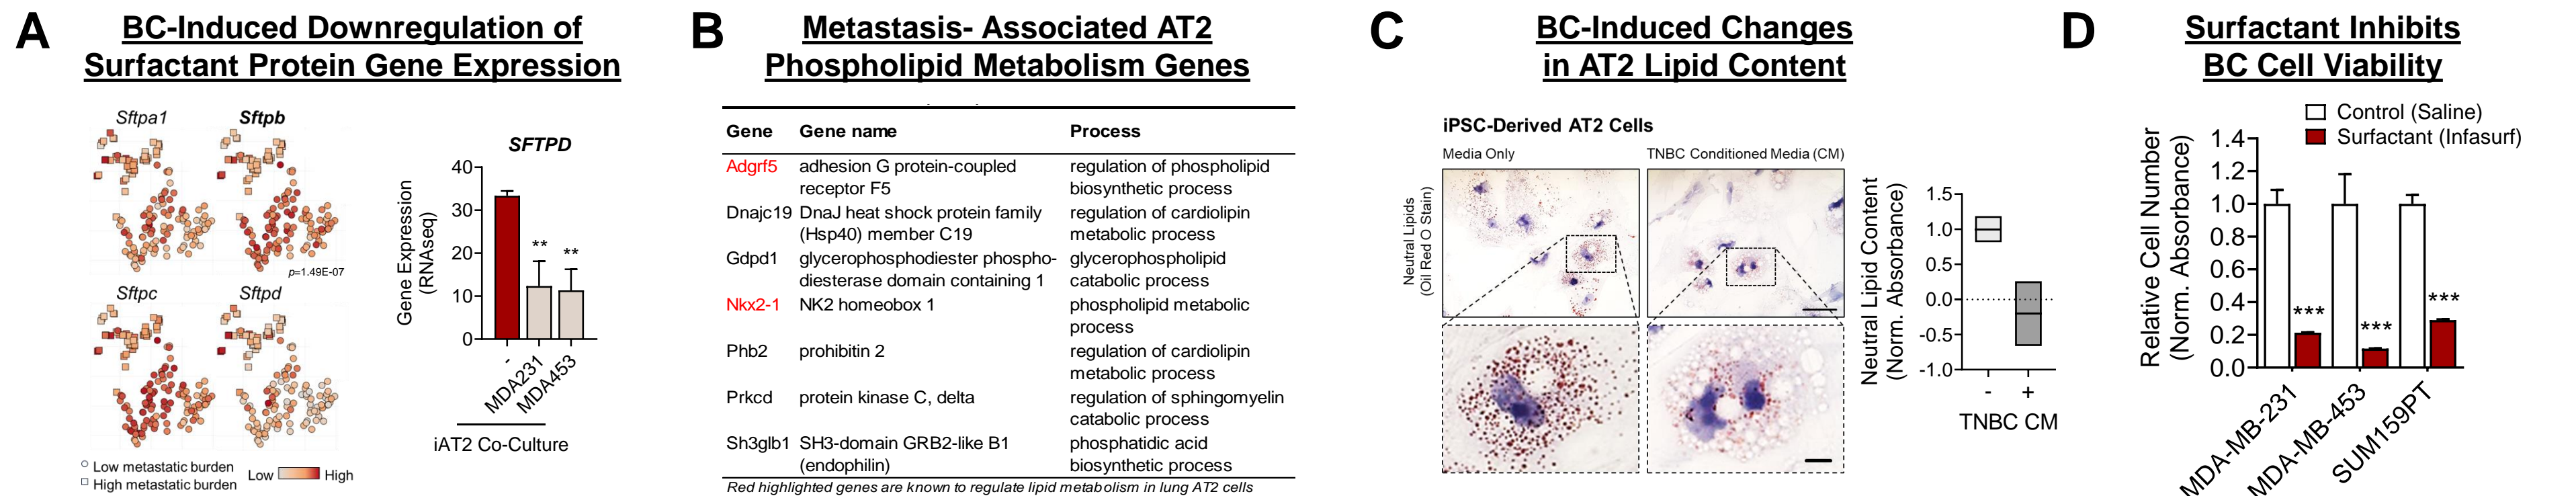 A
BC-Induced Downregulation of
Surfactant Protein Gene Expression
Sftpa1
Sftpb
p=1.49E-07
Sftpc
Sftpd
Low metastatic burden
High metastatic burden
Low
High
SFTPD
Gene Expression
(RNAseq)
40
30
20
10
0
**
**
-
MDA231
MDA453
iAT2 Co-Culture
B
Metastasis- Associated AT2
Phospholipid Metabolism Genes
Gene Gene name Process
Adgrf5 adhesion G protein-coupled regulation of phospholipid
receptor F5 biosynthetic process
Dnajc19 DnaJ heat shock protein family regulation of cardiolipin
(Hsp40) member C19 metabolic process
Gdpd1 glycerophosphodiester phospho- glycerophospholipid
diesterase domain containing 1 catabolic process
Nkx2-1 NK2 homeobox 1 phospholipid metabolic
process
Phb2 prohibitin 2 regulation of cardiolipin
metabolic process
Prkcd protein kinase C, delta regulation of sphingomyelin
catabolic process
Sh3glb1 SH3-domain GRB2-like B1 phosphatidic acid
(endophilin) biosynthetic process
Red highlighted genes are known to regulate lipid metabolism in lung AT2 cells
C
BC-Induced Changes
in AT2 Lipid Content
iPSC-Derived AT2 Cells
Media Only
TNBC Conditioned Media (CM)
Neutral Lipids
(Oil Red O Stain)
Neutral Lipid Content
(Norm. Absorbance)
1.5
1.0
0.5
0.0
-0.5
-1.0
- +
TNBC CM
D
Surfactant Inhibits
BC Cell Viability
Control (Saline)
Surfactant (Infasurf)
Relative Cell Number
(Norm. Absorbance)
1.4
1.2
1.0
0.8
0.6
0.4
0.2
0.0
***
***
***
MDA-MB-231
MDA-MB-453
SUM159PT